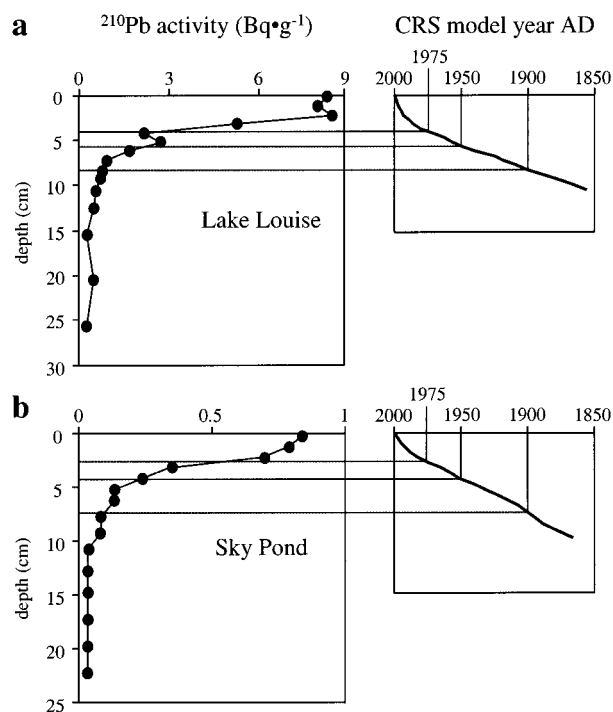 a
²¹⁰Pb activity (Bq•g⁻¹)
CRS model year AD
1975
0 3 6 9
2000 1950 1900 1850
0
5
10
15
20
25
30
depth (cm)
Lake Louise
b
1975
0 0.5 1
2000 1950 1900 1850
0
5
10
15
20
25
depth (cm)
Sky Pond